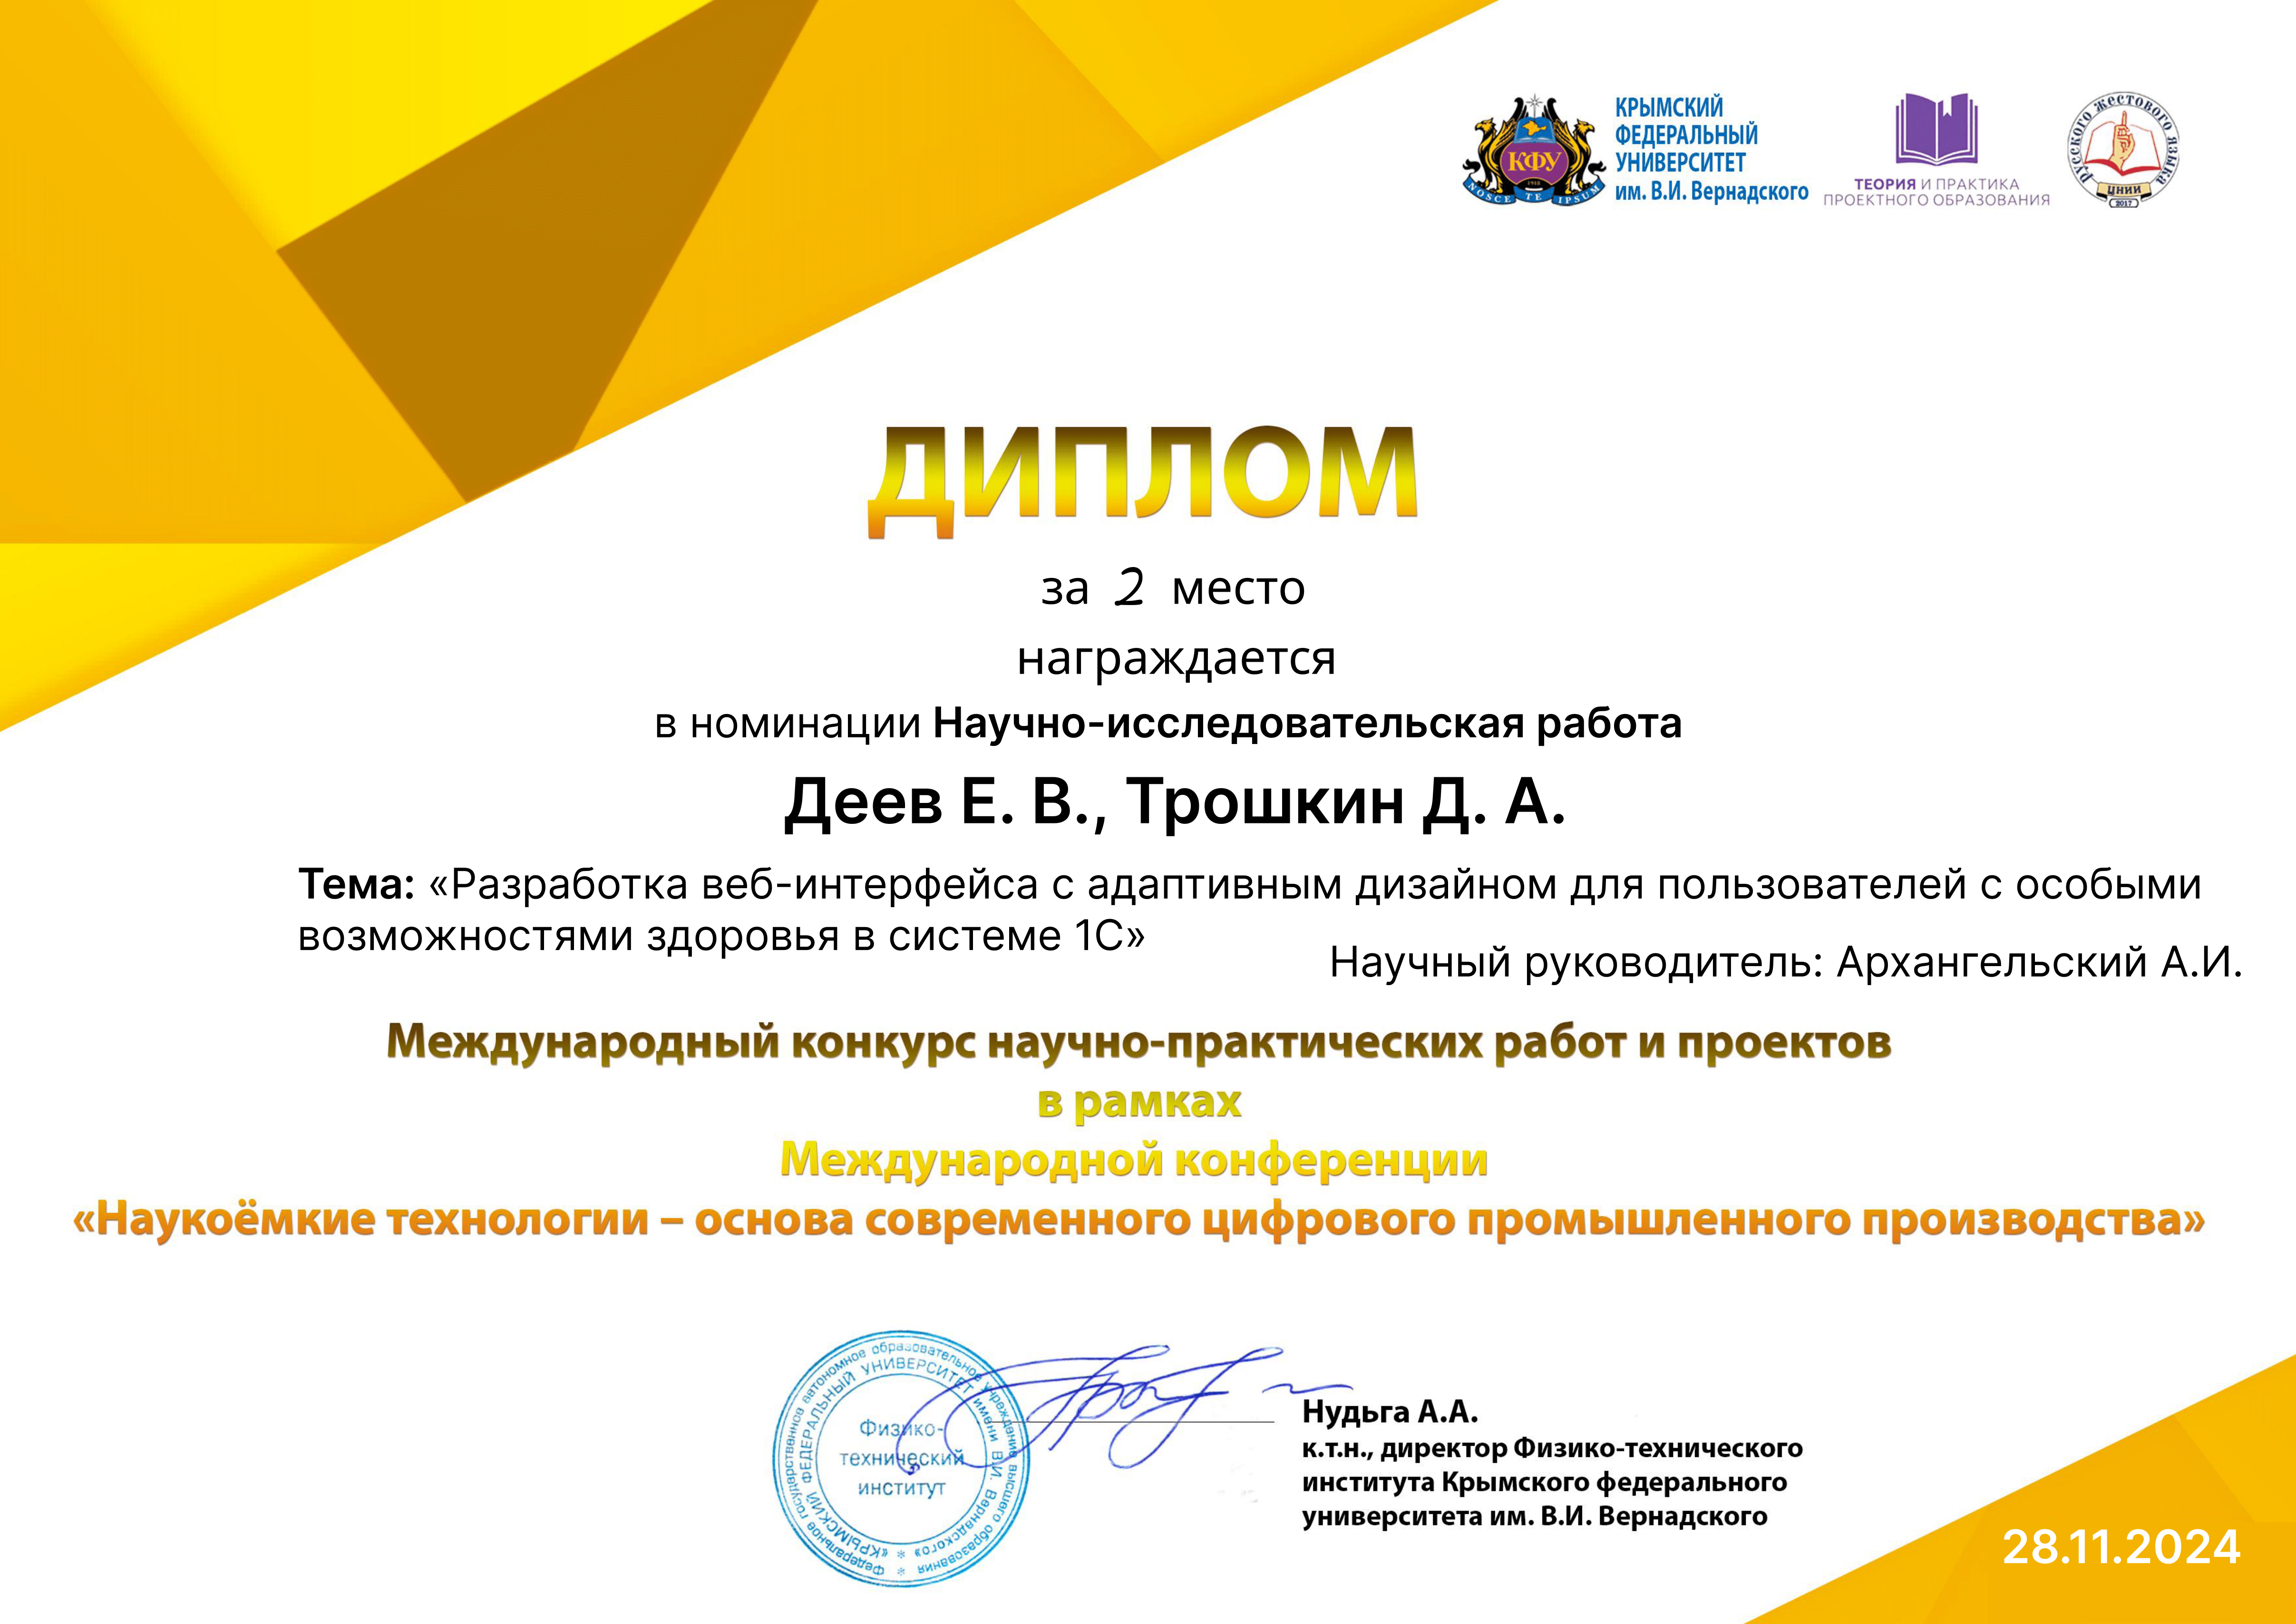 КРЫМСКИЙ
ФЕДЕРАЛЬНЫЙ
УНИВЕРСИТЕТ
им. В.И. Вернадского
КФУ
1918
NOSCE TE IPSUM
ТЕОРИЯ И ПРАКТИКА
ПРОЕКТНОГО ОБРАЗОВАНИЯ
русского жестового языка
ЦНИИ
2017
ДИПЛОМ
за 2 место
награждается
в номинации Научно-исследовательская работа
Деев Е. В., Трошкин Д. А.
Тема: «Разработка веб-интерфейса с адаптивным дизайном для пользователей с особыми
возможностями здоровья в системе 1С»
Научный руководитель: Архангельский А.И.
Международный конкурс научно-практических работ и проектов
в рамках
Международной конференции
«Наукоёмкие технологии – основа современного цифрового промышленного производства»
Федеральное государственное автономное образовательное учреждение высшего образования
«КРЫМСКИЙ ФЕДЕРАЛЬНЫЙ УНИВЕРСИТЕТ имени В.И. Вернадского»
Физико-
технический
институт
Нудьга А.А.
к.т.н., директор Физико-технического
института Крымского федерального
университета им. В.И. Вернадского
28.11.2024